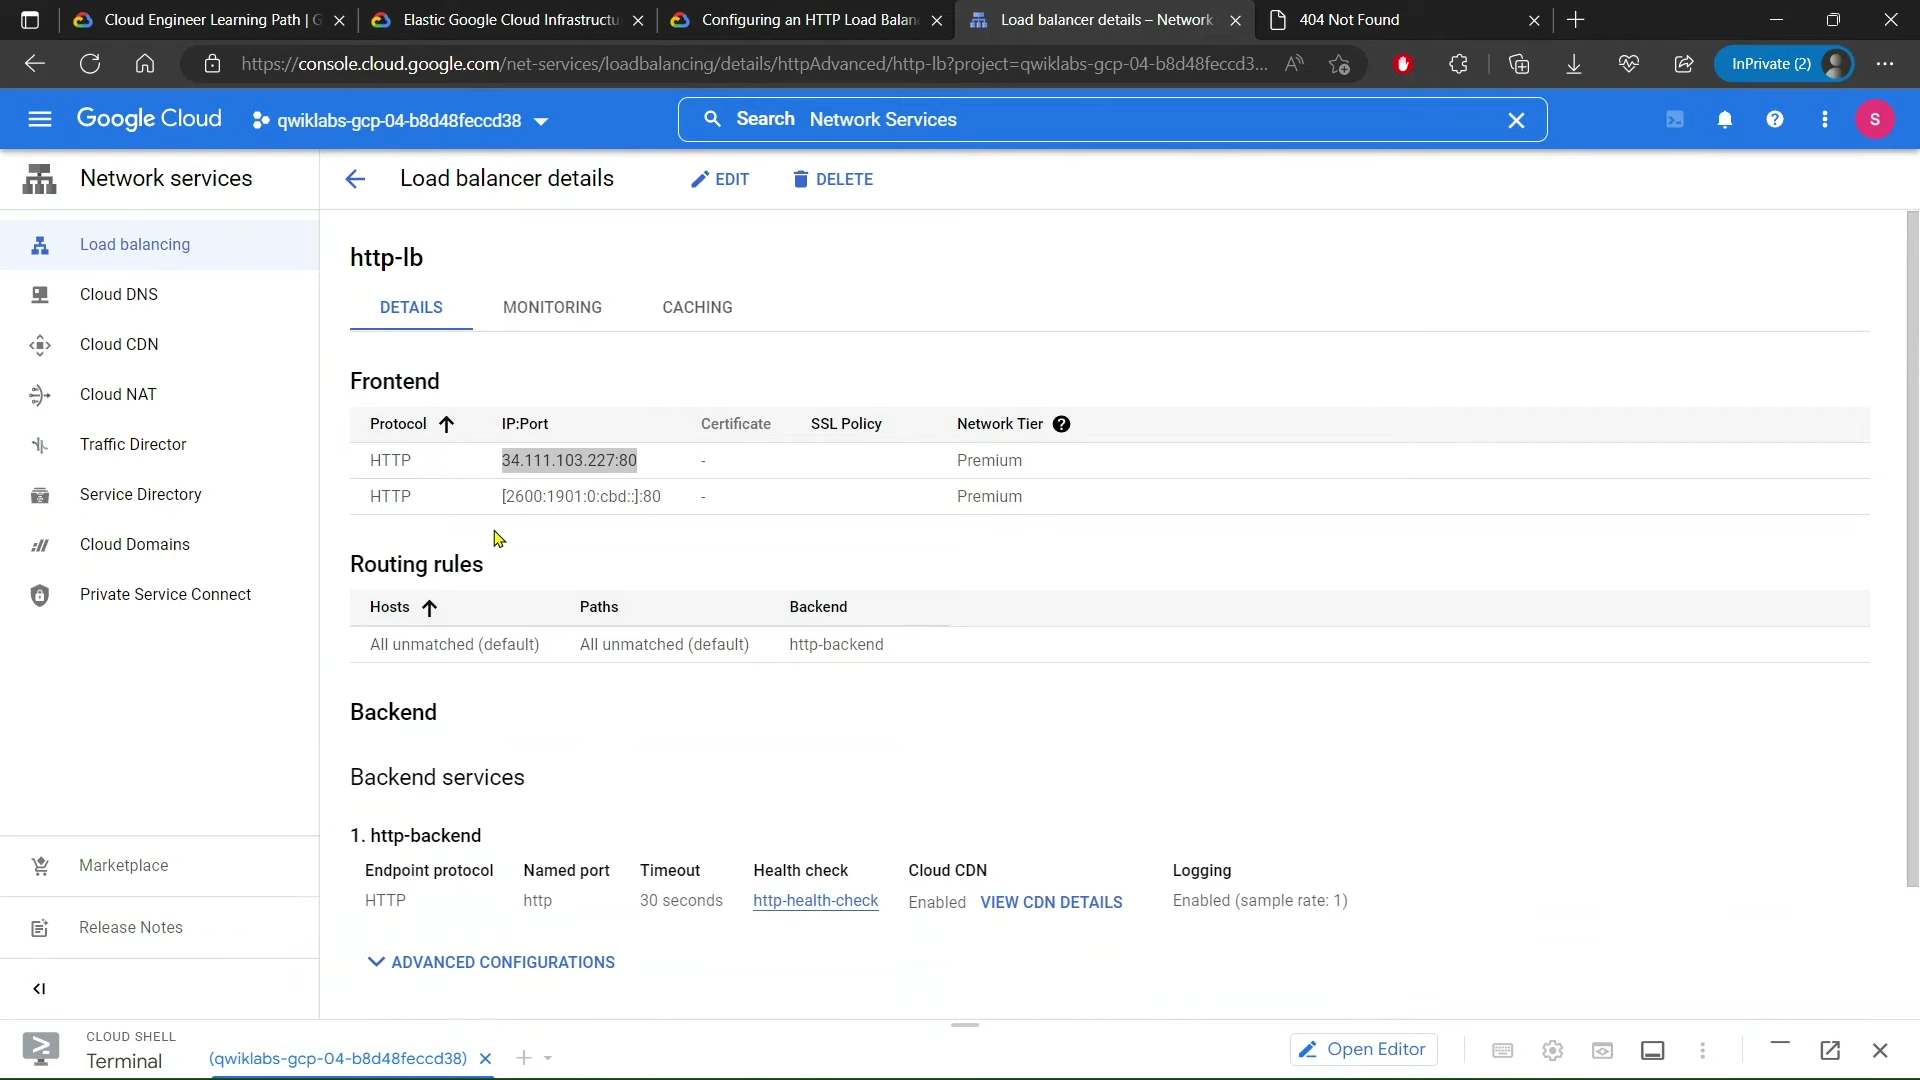 Cloud Engineer Learning Path | G
Elastic Google Cloud Infrastructu
Configuring an HTTP Load Balan
Load balancer details – Network
404 Not Found
https://console.cloud.google.com/net-services/loadbalancing/details/httpAdvanced/http-lb?project=qwiklabs-gcp-04-b8d48feccd3...
InPrivate (2)
Google Cloud
qwiklabs-gcp-04-b8d48feccd38
Search Network Services
S
Network services
Load balancer details
EDIT
DELETE
Load balancing
Cloud DNS
Cloud CDN
Cloud NAT
Traffic Director
Service Directory
Cloud Domains
Private Service Connect
Marketplace
Release Notes
http-lb
DETAILS MONITORING CACHING
Frontend
Protocol IP:Port Certificate SSL Policy Network Tier
HTTP 34.111.103.227:80 - Premium
HTTP [2600:1901:0:cbd::]:80 - Premium
Routing rules
Hosts Paths Backend
All unmatched (default) All unmatched (default) http-backend
Backend
Backend services
1. http-backend
Endpoint protocol Named port Timeout Health check Cloud CDN Logging
HTTP http 30 seconds http-health-check Enabled VIEW CDN DETAILS Enabled (sample rate: 1)
ADVANCED CONFIGURATIONS
CLOUD SHELL
Terminal
(qwiklabs-gcp-04-b8d48feccd38)
Open Editor